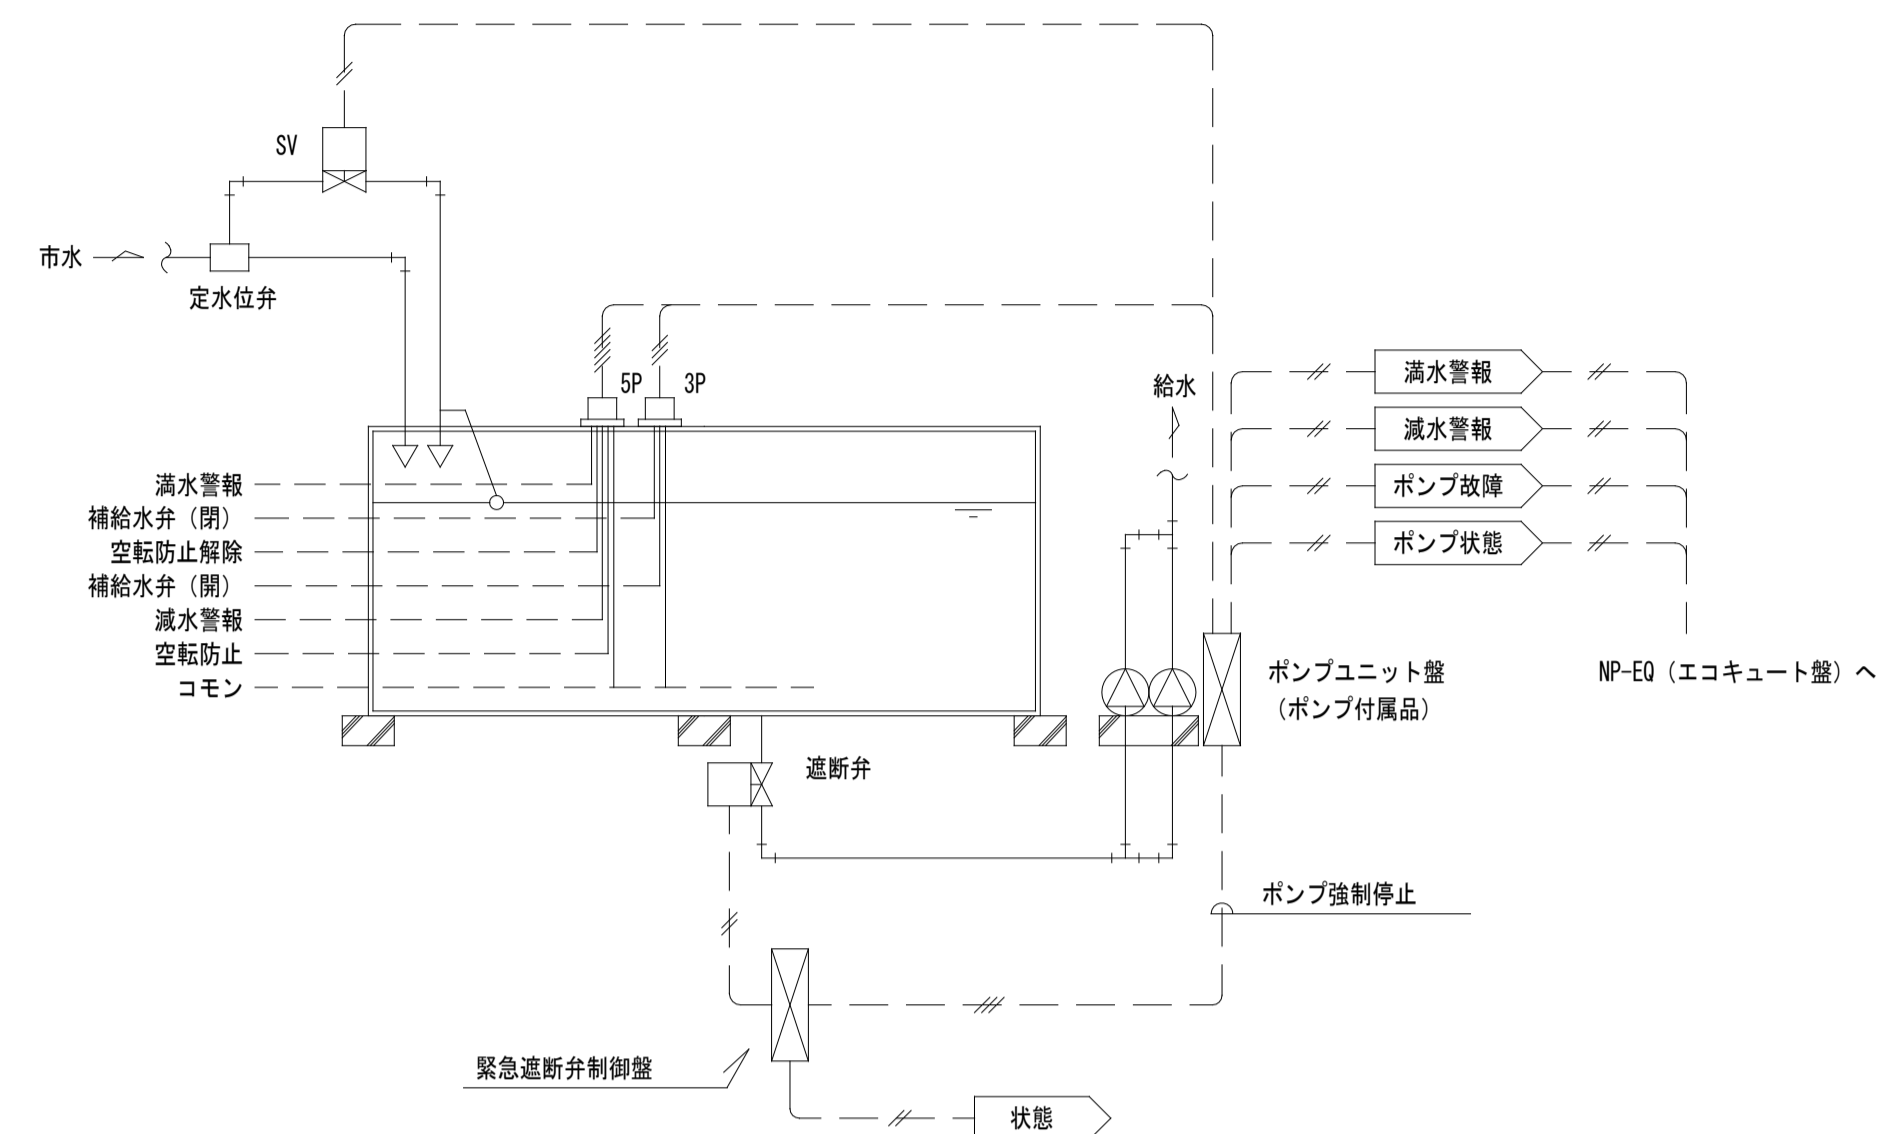 SV
市水
定水位弁
5P
3P
給水
満水警報
減水警報
ポンプ故障
ポンプ状態
満水警報
補給水弁（閉）
空転防止解除
補給水弁（開）
減水警報
空転防止
コモン
ポンプユニット盤
（ポンプ付属品）
NP-EQ（エコキュート盤）へ
遮断弁
ポンプ強制停止
緊急遮断弁制御盤
状態